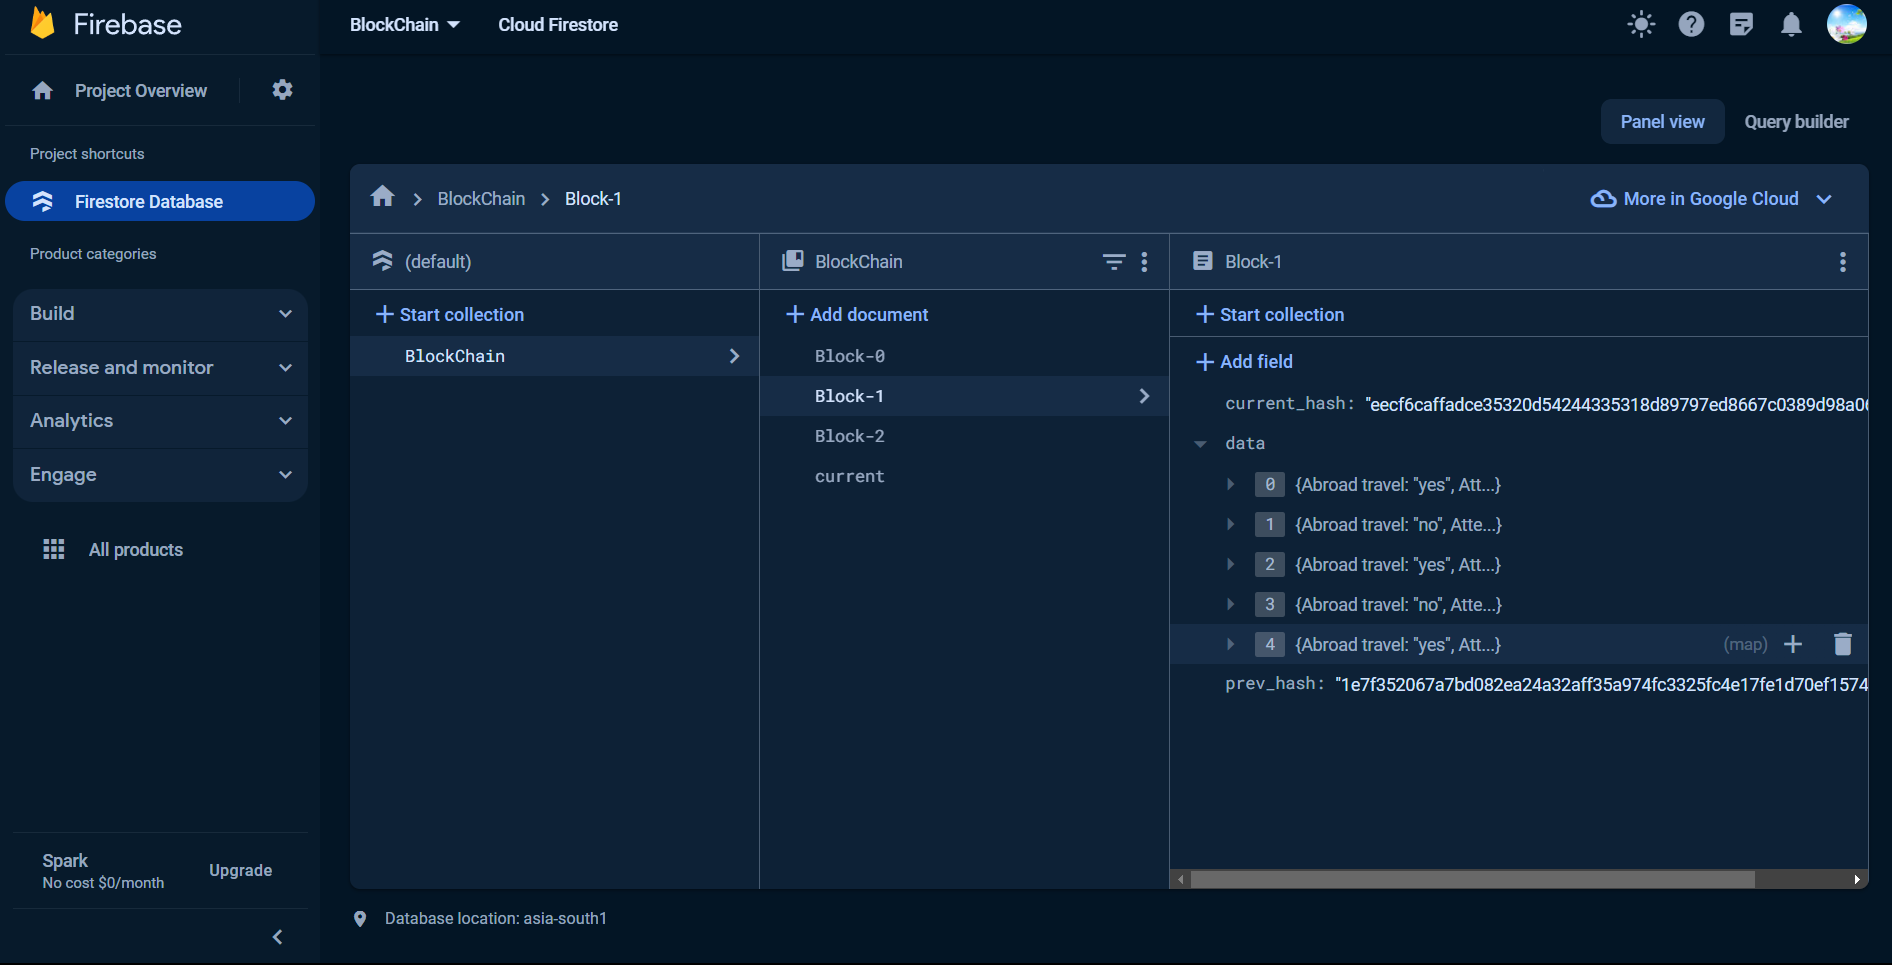 Firebase
BlockChain
Cloud Firestore
Project Overview
Project shortcuts
Firestore Database
Product categories
Build
Release and monitor
Analytics
Engage
All products
Spark
No cost $0/month
Upgrade
Panel view
Query builder
BlockChain
Block-1
More in Google Cloud
(default)
Start collection
BlockChain
BlockChain
Add document
Block-0
Block-1
Block-2
current
Block-1
Start collection
Add field
current_hash: "eecf6caffadce35320d54244335318d89797ed8667c0389d98a06
data
0 {Abroad travel: "yes", Att...}
1 {Abroad travel: "no", Atte...}
2 {Abroad travel: "yes", Att...}
3 {Abroad travel: "no", Atte...}
4 {Abroad travel: "yes", Att...} (map)
prev_hash: "1e7f352067a7bd082ea24a32aff35a974fc3325fc4e17fe1d70ef1574
Database location: asia-south1